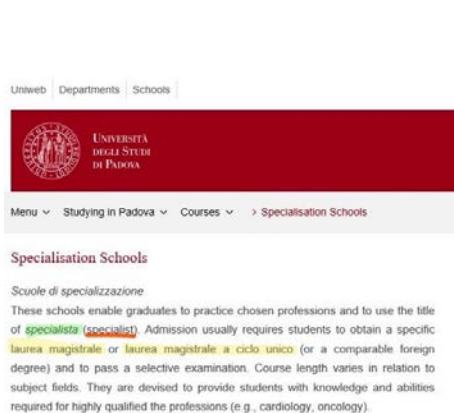 Uniweb Departments Schools
UNIVERSITÀ
DEGLI STUDI
DI PADOVA
Menu Studying in Padova Courses > Specialisation Schools
Specialisation Schools
Scuole di specializzazione
These schools enable graduates to practice chosen professions and to use the title
of specialista (specialist). Admission usually requires students to obtain a specific
laurea magistrale or laurea magistrale a ciclo unico (or a comparable foreign
degree) and to pass a selective examination. Course length varies in relation to
subject fields. They are devised to provide students with knowledge and abilities
required for highly qualified the professions (e.g., cardiology, oncology).